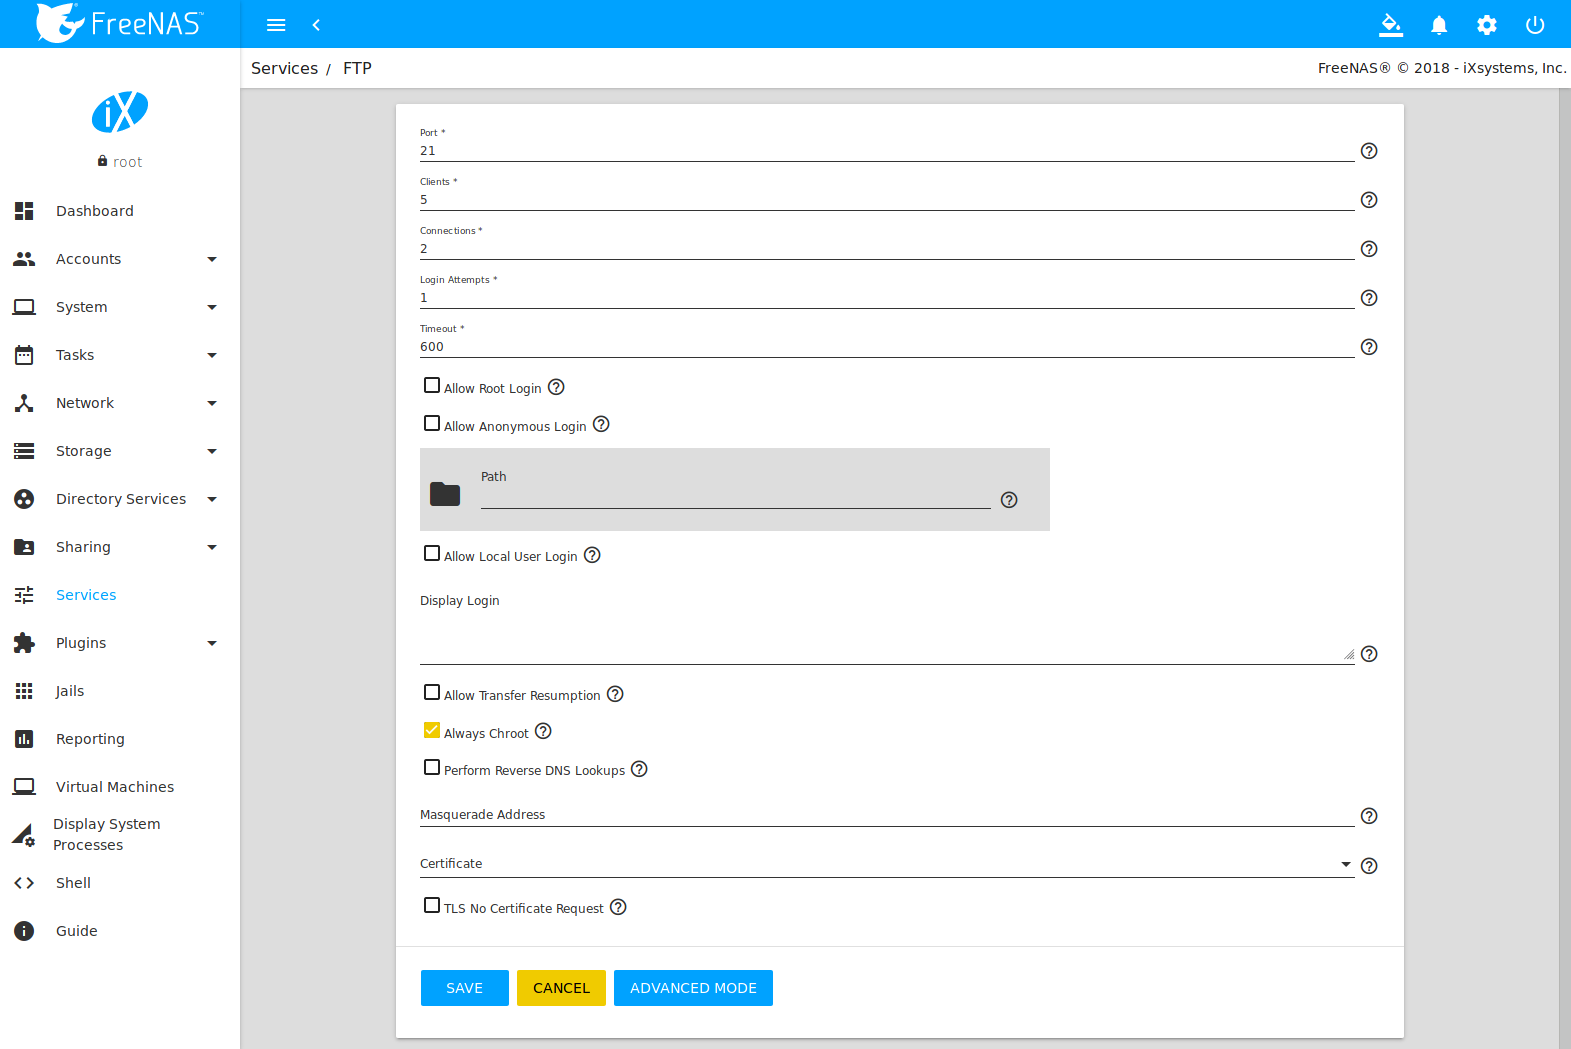 FreeNAS™
Services / FTP
FreeNAS® © 2018 - iXsystems, Inc.
iX
root
Dashboard
Accounts
System
Tasks
Network
Storage
Directory Services
Sharing
Services
Plugins
Jails
Reporting
Virtual Machines
Display System
Processes
Shell
Guide
Port *
21
Clients *
5
Connections *
2
Login Attempts *
1
Timeout *
600
Allow Root Login
Allow Anonymous Login
Path
Allow Local User Login
Display Login
Allow Transfer Resumption
Always Chroot
Perform Reverse DNS Lookups
Masquerade Address
Certificate
TLS No Certificate Request
SAVE CANCEL ADVANCED MODE